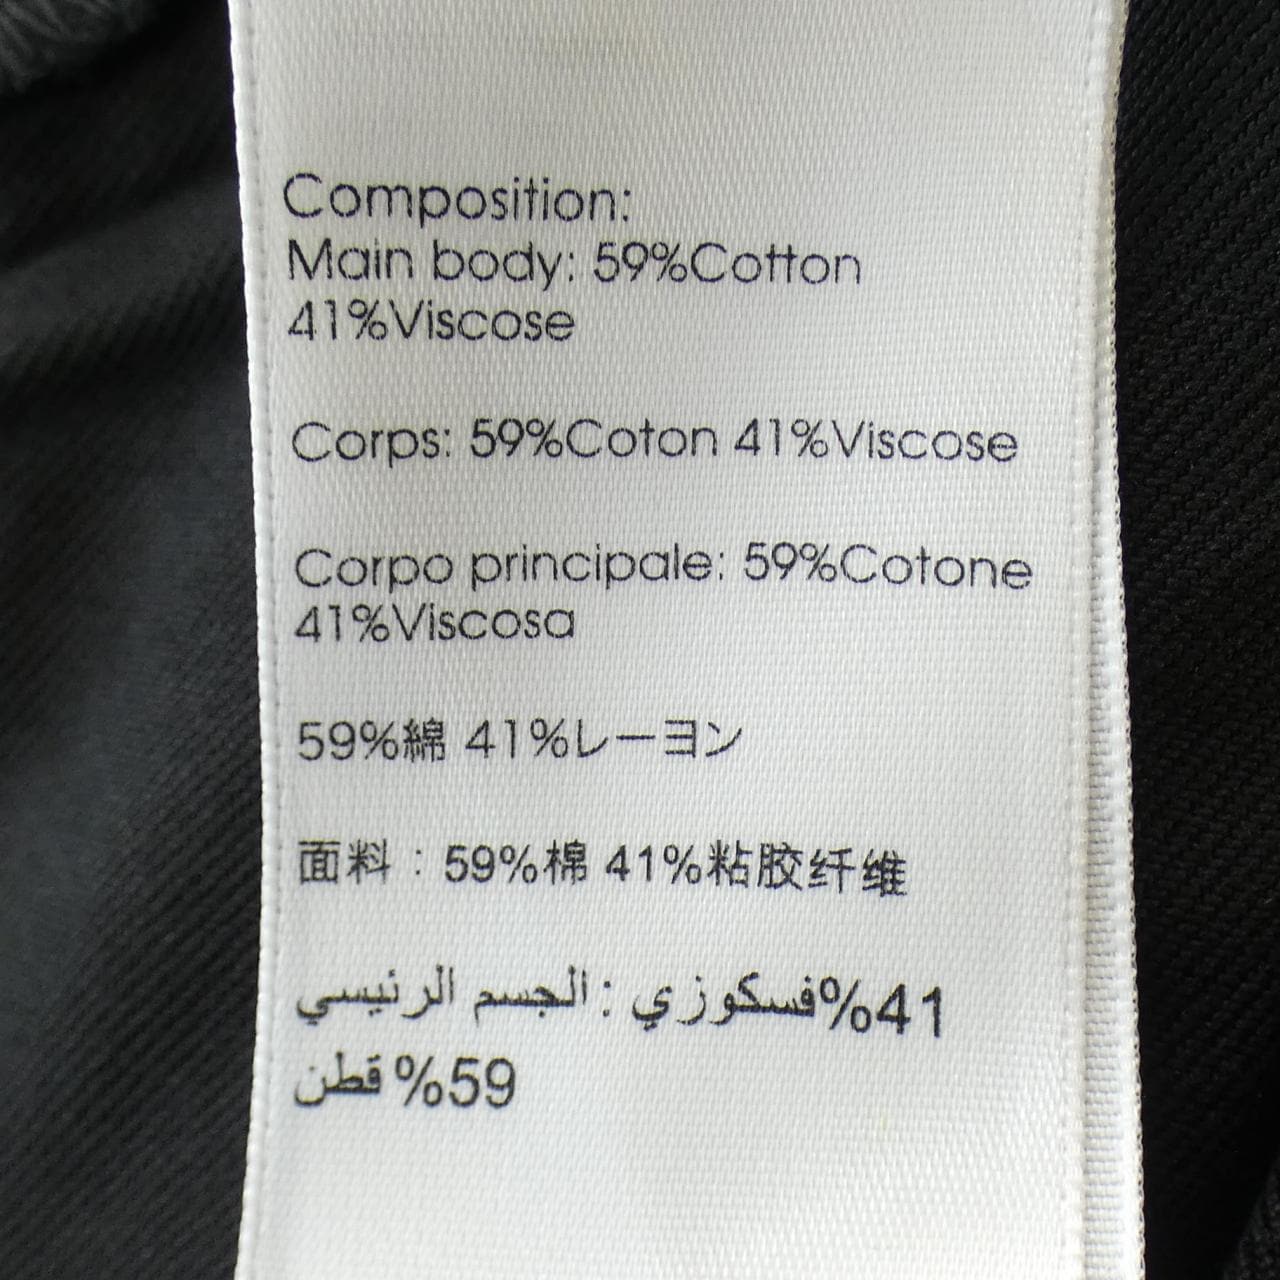 Composition:
Main body: 59%Cotton
41%Viscose
Corps: 59%Coton 41%Viscose
Corpo principale: 59%Cotone
41%Viscosa
59%綿 41%レーヨン
面料：59%棉 41%粘胶纤维
41%فسكوزي : الجسم الرئيسي
59% قطن